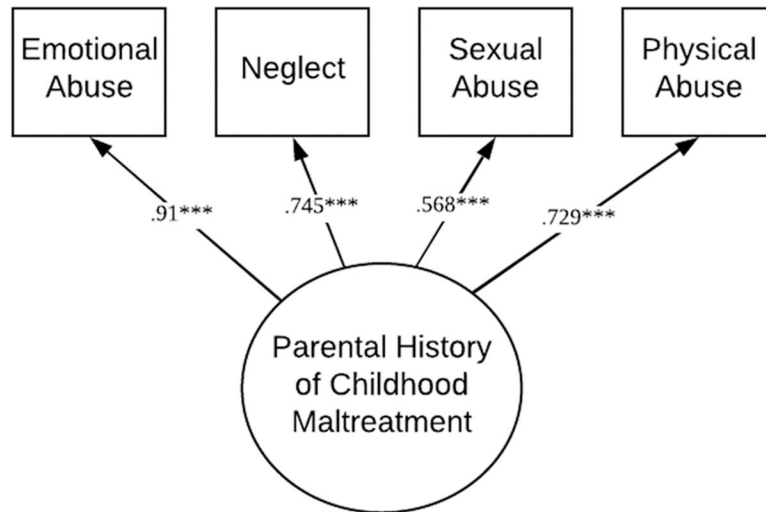 Emotional
Abuse
Neglect
Sexual
Abuse
Physical
Abuse
.91***
.745***
.568***
.729***
Parental History
of Childhood
Maltreatment